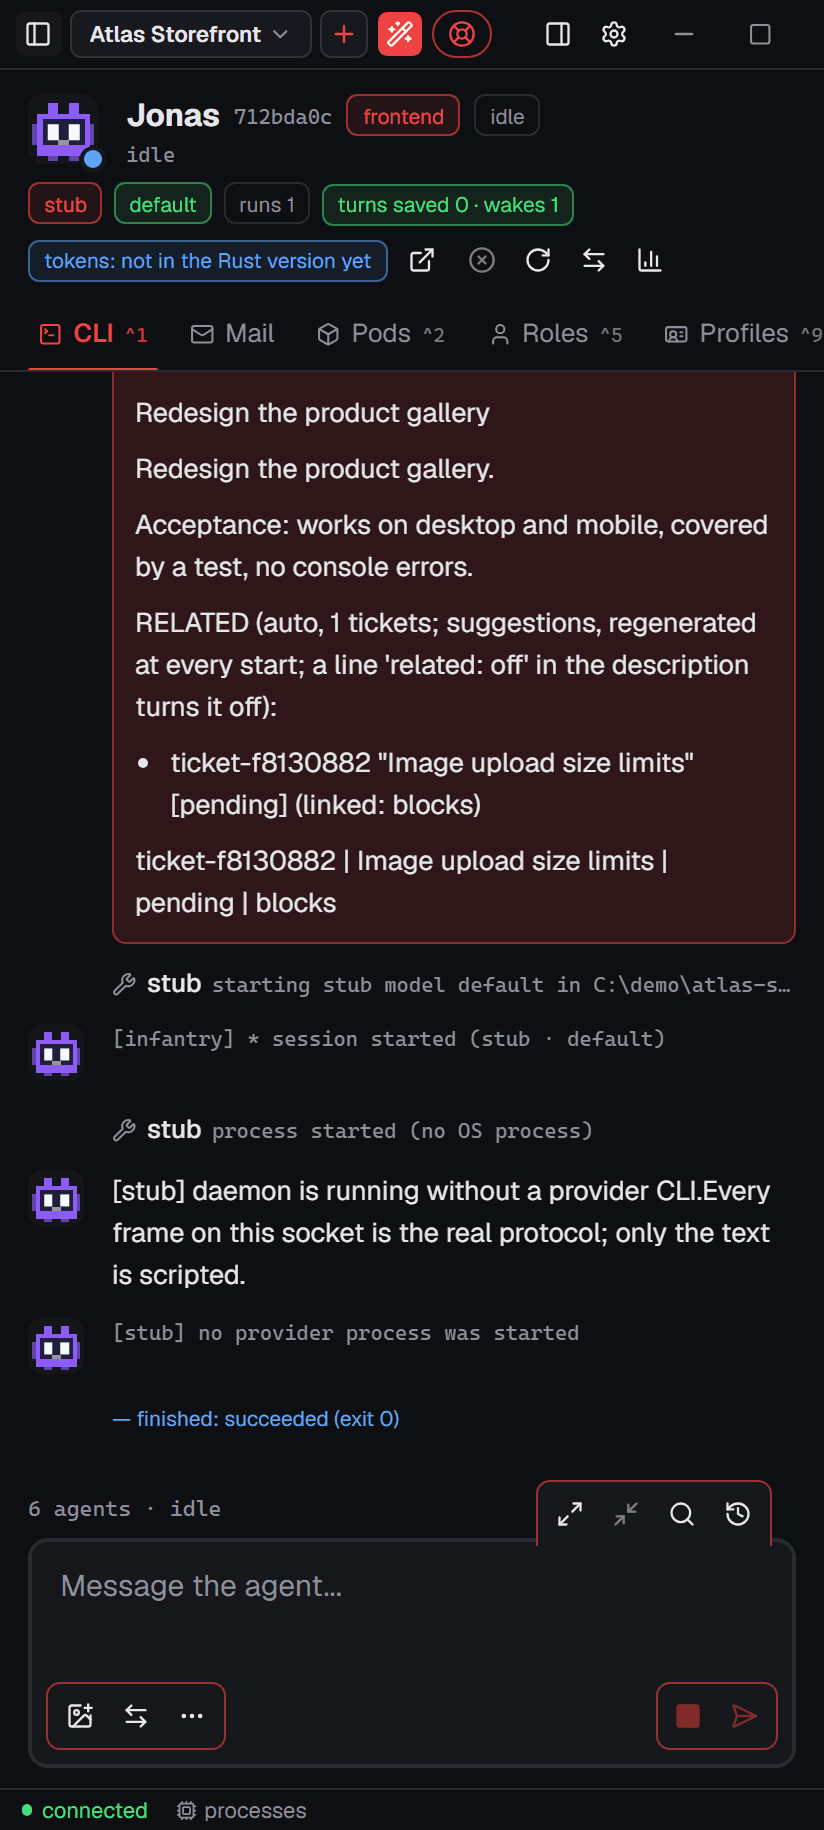 Atlas Storefront
Jonas 712bda0c frontend idle
idle
stub default runs 1 turns saved 0 · wakes 1
tokens: not in the Rust version yet
CLI ^1 Mail Pods ^2 Roles ^5 Profiles ^9
Redesign the product gallery
Redesign the product gallery.
Acceptance: works on desktop and mobile, covered
by a test, no console errors.
RELATED (auto, 1 tickets; suggestions, regenerated
at every start; a line 'related: off' in the description
turns it off):
• ticket-f8130882 "Image upload size limits"
[pending] (linked: blocks)
ticket-f8130882 | Image upload size limits |
pending | blocks
stub starting stub model default in C:\demo\atlas-s…
[infantry] * session started (stub · default)
stub process started (no OS process)
[stub] daemon is running without a provider CLI.Every
frame on this socket is the real protocol; only the text
is scripted.
[stub] no provider process was started
— finished: succeeded (exit 0)
6 agents · idle
Message the agent...
connected processes